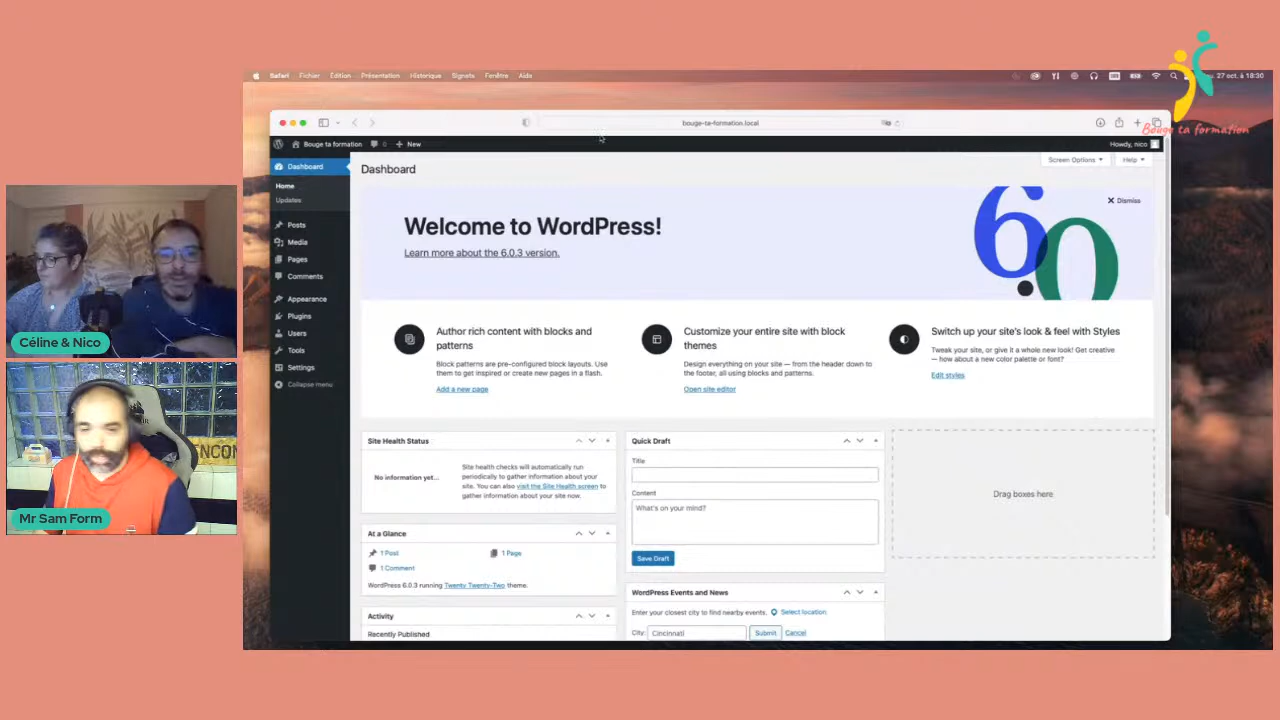 Safari Fichier Édition Présentation Historique Signets Fenêtre Aide
27 oct. à 18:30
Bouge ta formation
bouge-ta-formation.local
Bouge ta formation 0 New
Howdy, nico
Dashboard
Home
Updates
Posts
Media
Pages
Comments
Appearance
Plugins
Users
Tools
Settings
Collapse menu
Dashboard
Screen Options Help
Welcome to WordPress!
Learn more about the 6.0.3 version.
6.0
Dismiss
Author rich content with blocks and
patterns
Block patterns are pre-configured block layouts. Use
them to get inspired or create new pages in a flash.
Add a new page
Customize your entire site with block
themes
Design everything on your site — from the header down to
the footer, all using blocks and patterns.
Open site editor
Switch up your site's look & feel with Styles
Tweak your site, or give it a whole new look! Get creative
— how about a new color palette or font?
Edit styles
Site Health Status
No information yet...
Site health checks will automatically run
periodically to gather information about your
site. You can also visit the Site Health screen to
gather information about your site now.
At a Glance
1 Post
1 Page
1 Comment
WordPress 6.0.3 running Twenty Twenty-Two theme.
Activity
Recently Published
Quick Draft
Title
Content
What's on your mind?
Save Draft
WordPress Events and News
Enter your closest city to find nearby events. Select location
City: Cincinnati Submit Cancel
Drag boxes here
Céline & Nico
Mr Sam Form